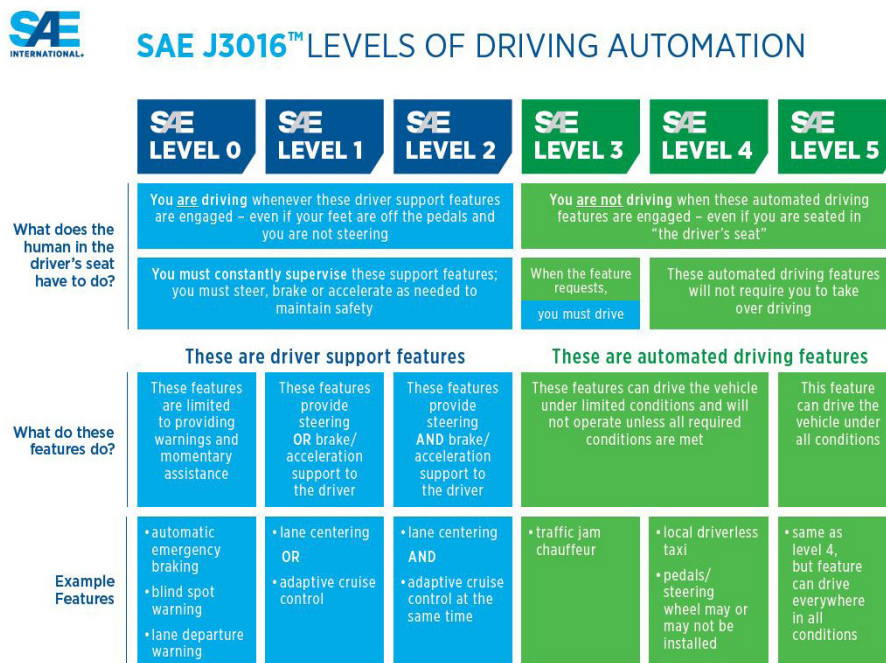 SAE
INTERNATIONAL®
SAE J3016™ LEVELS OF DRIVING AUTOMATION
SAE
LEVEL 0
SAE
LEVEL 1
SAE
LEVEL 2
SAE
LEVEL 3
SAE
LEVEL 4
SAE
LEVEL 5
What does the
human in the
driver's seat
have to do?
You are driving whenever these driver support features
are engaged – even if your feet are off the pedals and
you are not steering
You are not driving when these automated driving
features are engaged – even if you are seated in
“the driver's seat”
You must constantly supervise these support features;
you must steer, brake or accelerate as needed to
maintain safety
When the feature
requests,
you must drive
These automated driving features
will not require you to take
over driving
These are driver support features
These are automated driving features
What do these
features do?
These features
are limited
to providing
warnings and
momentary
assistance
These features
provide
steering
OR brake/
acceleration
support to
the driver
These features
provide
steering
AND brake/
acceleration
support to
the driver
These features can drive the vehicle
under limited conditions and will
not operate unless all required
conditions are met
This feature
can drive the
vehicle under
all conditions
Example
Features
• automatic
emergency
braking
• blind spot
warning
• lane departure
warning
• lane centering
OR
• adaptive cruise
control
• lane centering
AND
• adaptive cruise
control at the
same time
• traffic jam
chauffeur
• local driverless
taxi
• pedals/
steering
wheel may or
may not be
installed
• same as
level 4,
but feature
can drive
everywhere
in all
conditions